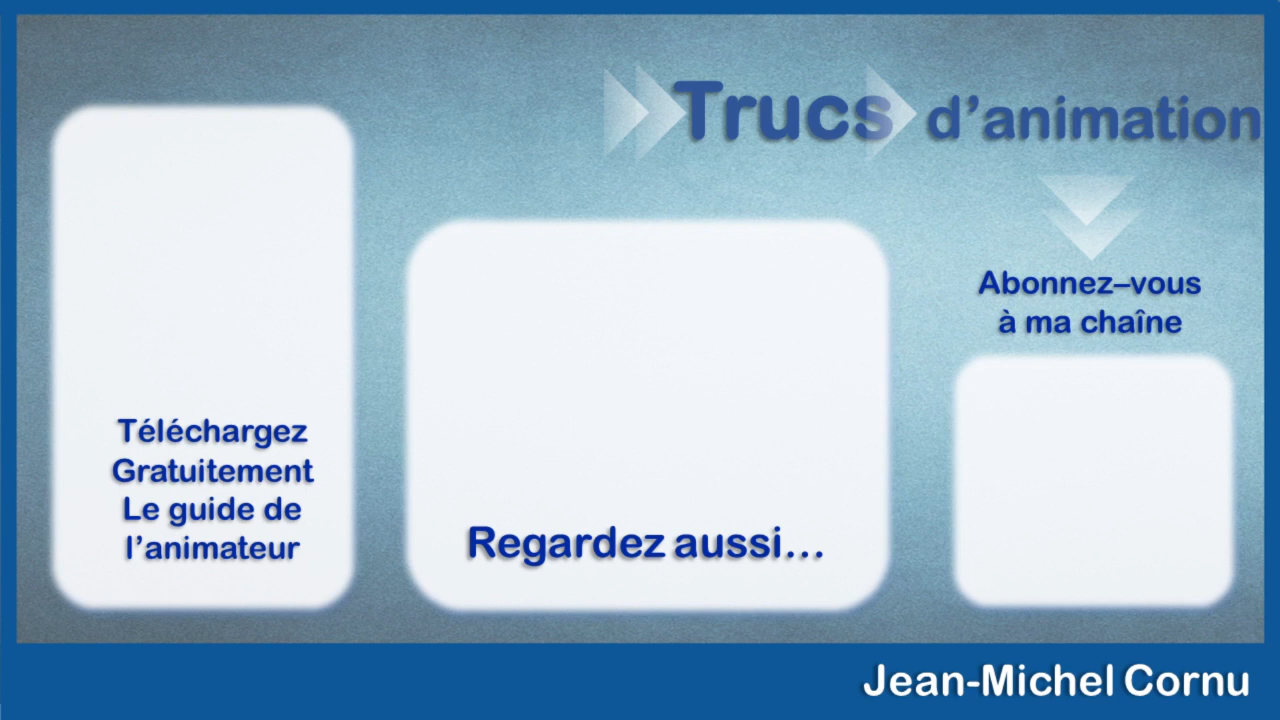 Trucs d’animation
Abonnez–vous
à ma chaîne
Téléchargez
Gratuitement
Le guide de
l’animateur
Regardez aussi…
Jean-Michel Cornu